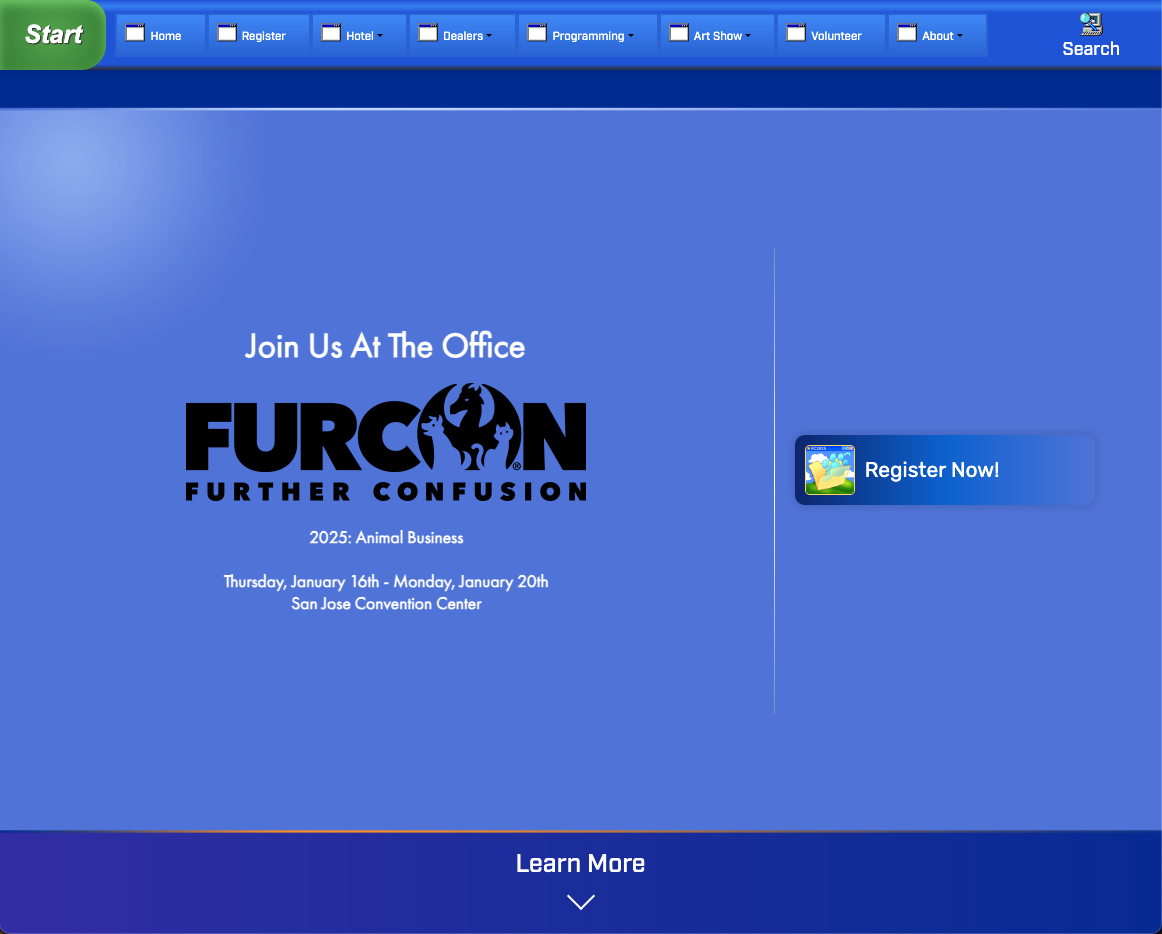 Start
Home
Register
Hotel
Dealers
Programming
Art Show
Volunteer
About
Search
Join Us At The Office
FURCON®
FURTHER CONFUSION
2025: Animal Business
Thursday, January 16th - Monday, January 20th
San Jose Convention Center
Register Now!
Learn More